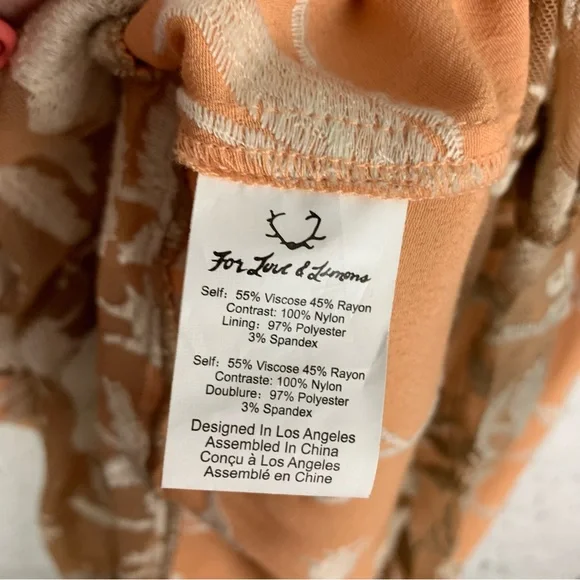 For Love & Lemons
Self: 55% Viscose 45% Rayon
Contrast: 100% Nylon
Lining: 97% Polyester
3% Spandex
Self: 55% Viscose 45% Rayon
Contraste: 100% Nylon
Doublure: 97% Polyester
3% Spandex
Designed In Los Angeles
Assembled In China
Conçu à Los Angeles
Assemblé en Chine